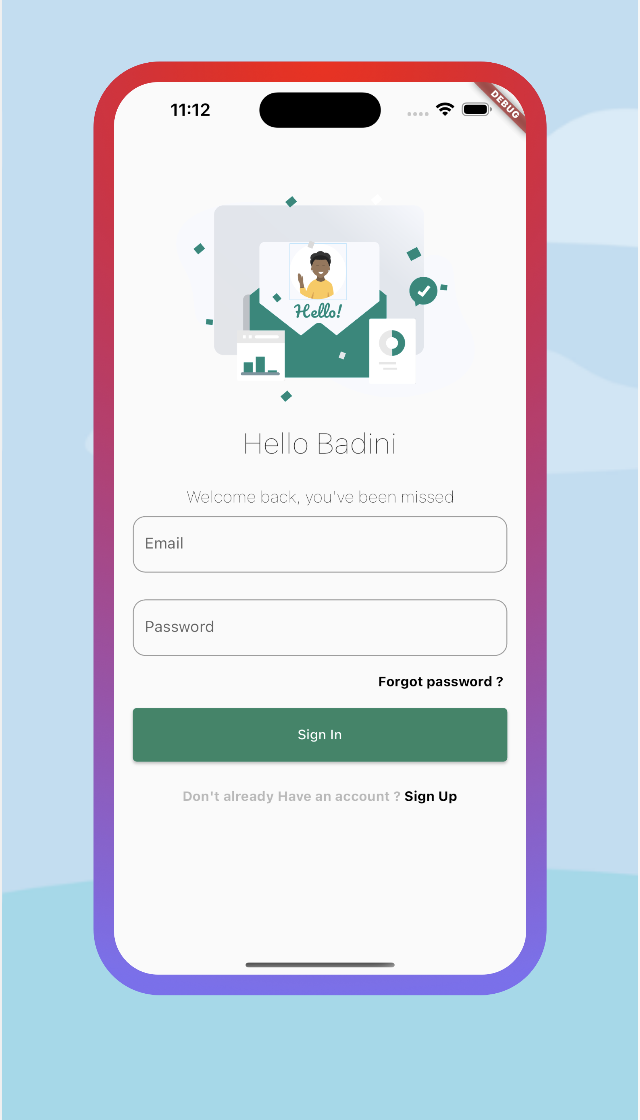 11:12
DEBUG
Hello!
Hello Badini
Welcome back, you've been missed
Email
Password
Forgot password ?
Sign In
Don't already Have an account ? Sign Up